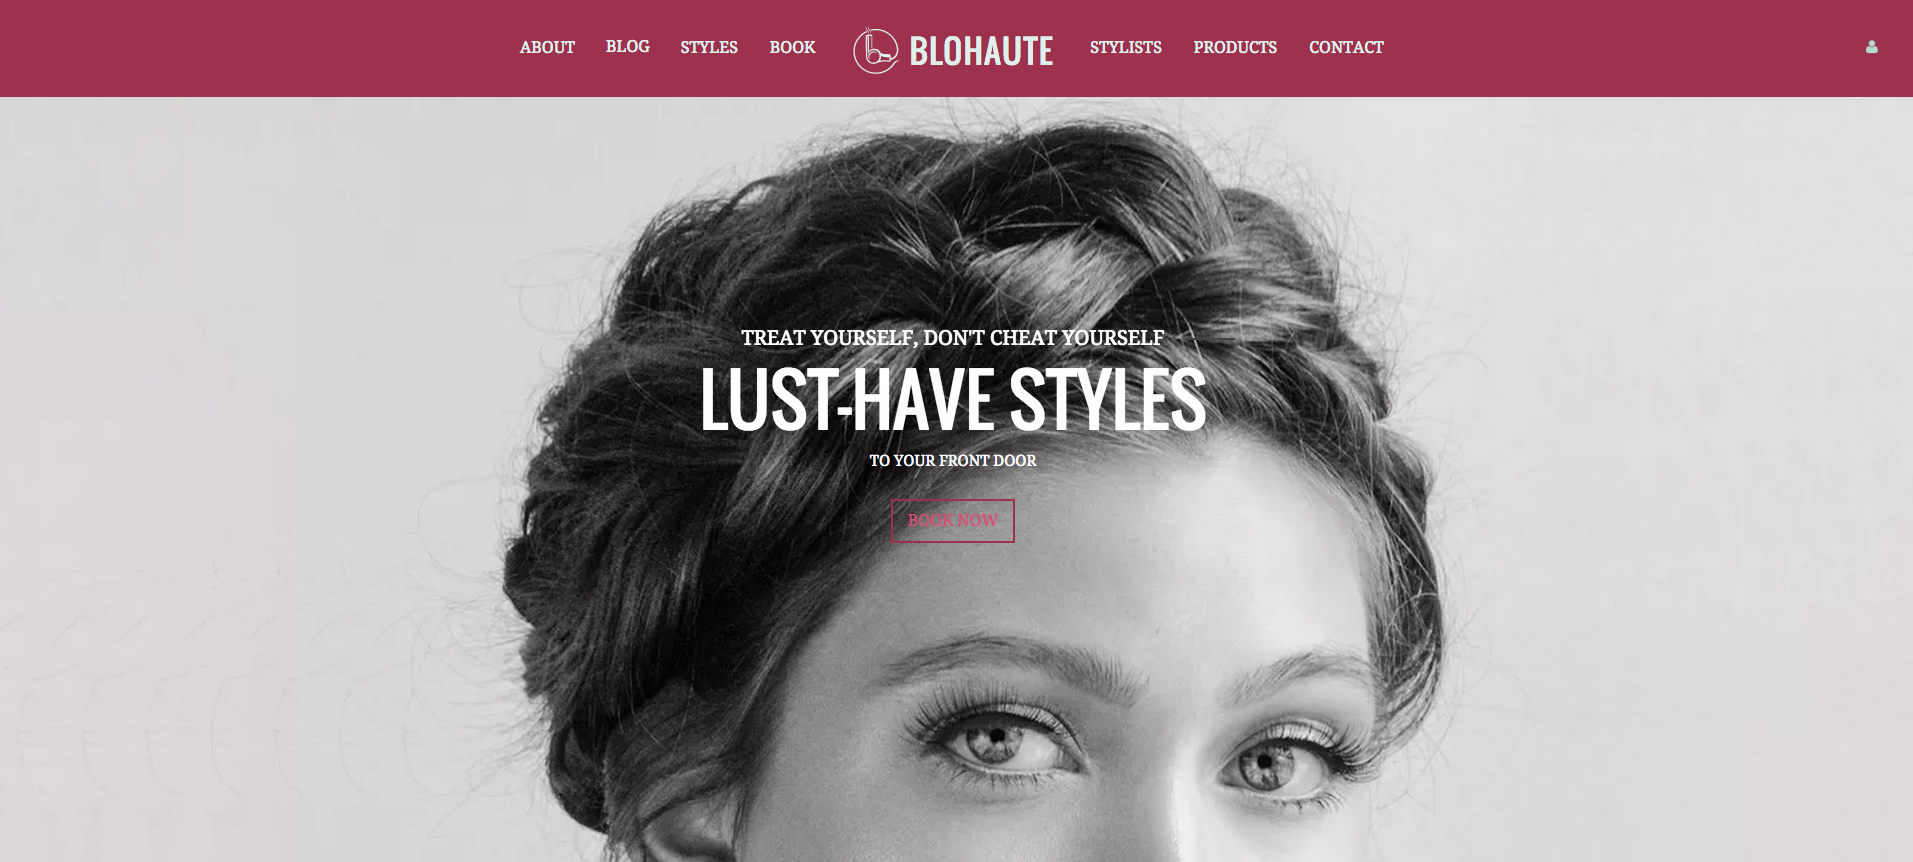 ABOUT BLOG STYLES BOOK BLOHAUTE STYLISTS PRODUCTS CONTACT
TREAT YOURSELF, DON'T CHEAT YOURSELF
LUST-HAVE STYLES
TO YOUR FRONT DOOR
BOOK NOW